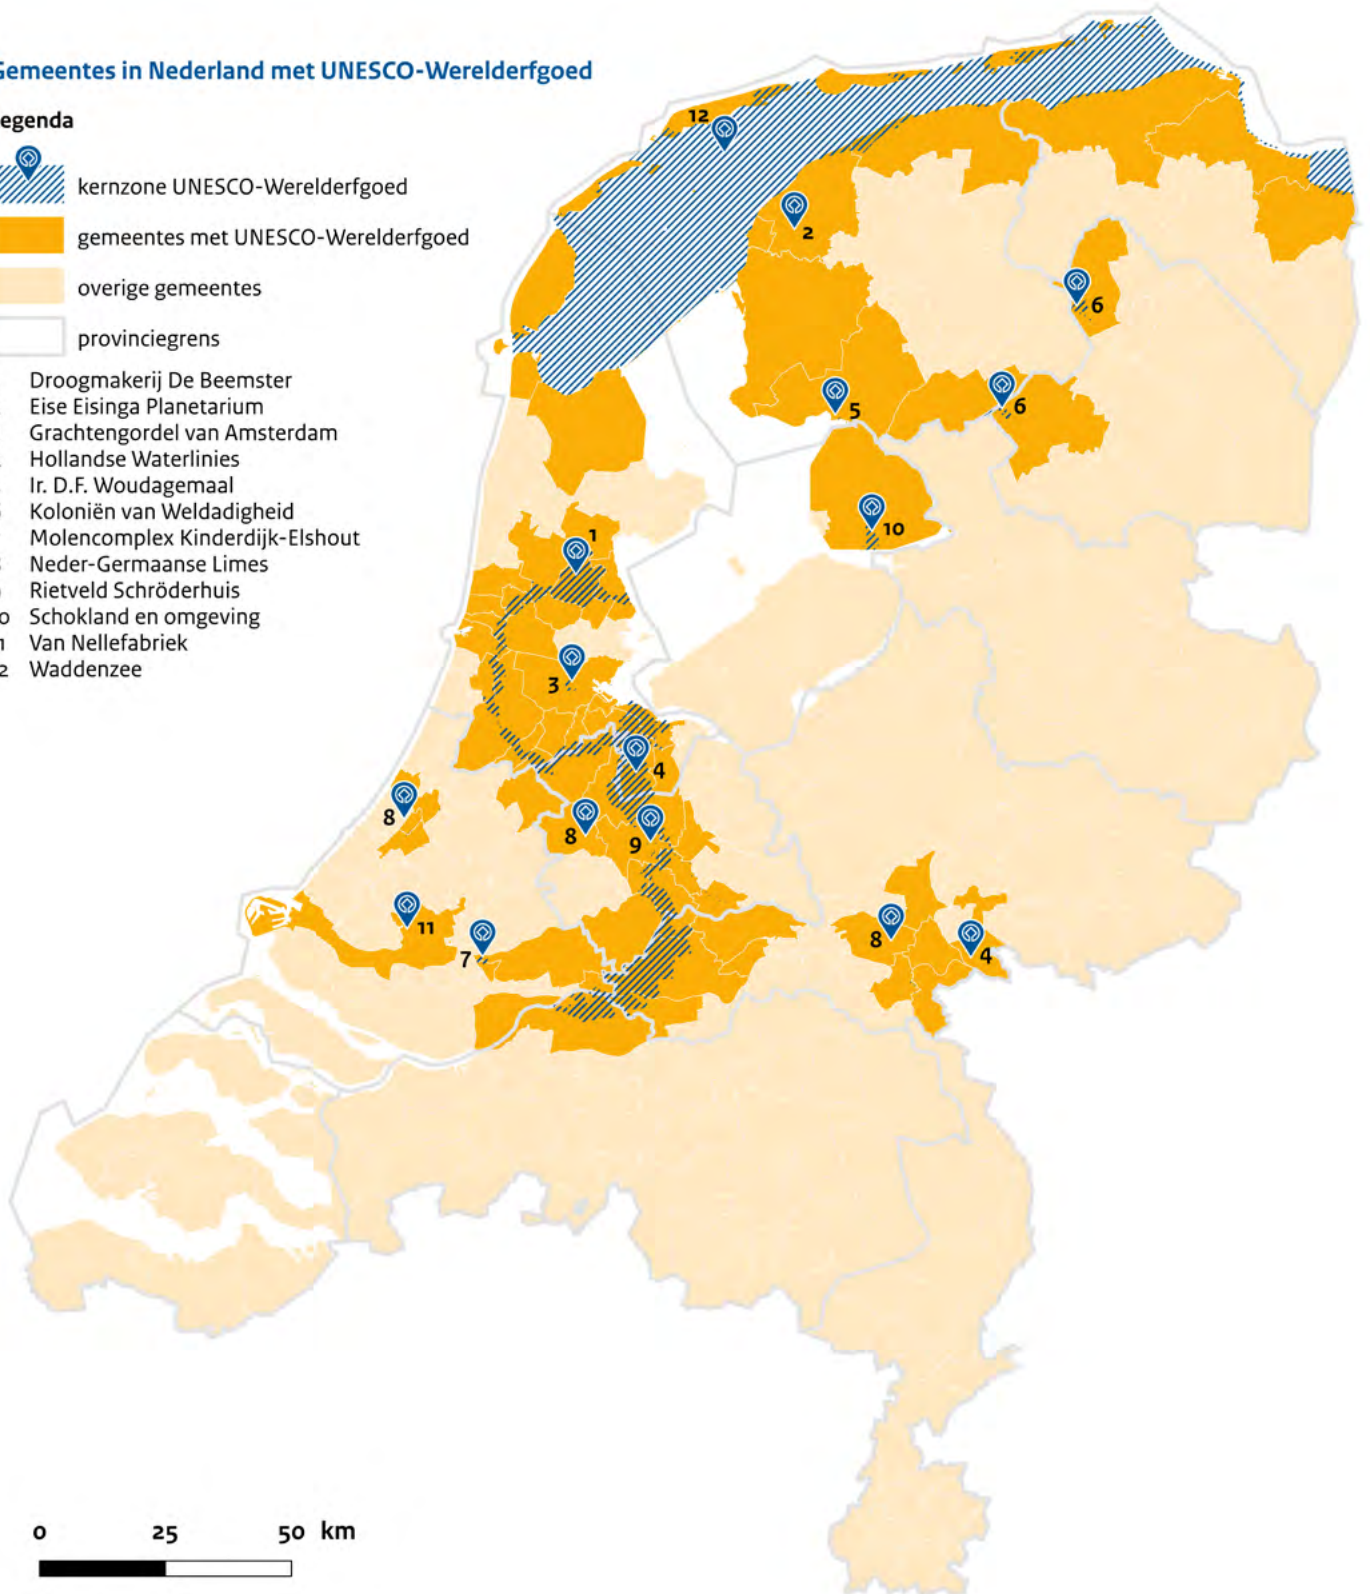 Gemeentes in Nederland met UNESCO-Werelderfgoed
egenda
kernzone UNESCO-Werelderfgoed
gemeentes met UNESCO-Werelderfgoed
overige gemeentes
provinciegrens
Droogmakerij De Beemster
Eise Eisinga Planetarium
Grachtengordel van Amsterdam
Hollandse Waterlinies
Ir. D.F. Woudagemaal
Koloniën van Weldadigheid
Molencomplex Kinderdijk-Elshout
Neder-Germaanse Limes
Rietveld Schröderhuis
0 Schokland en omgeving
1 Van Nellefabriek
2 Waddenzee
12
2
6
6
5
10
1
3
4
8
8
9
11
7
8
4
0 25 50 km